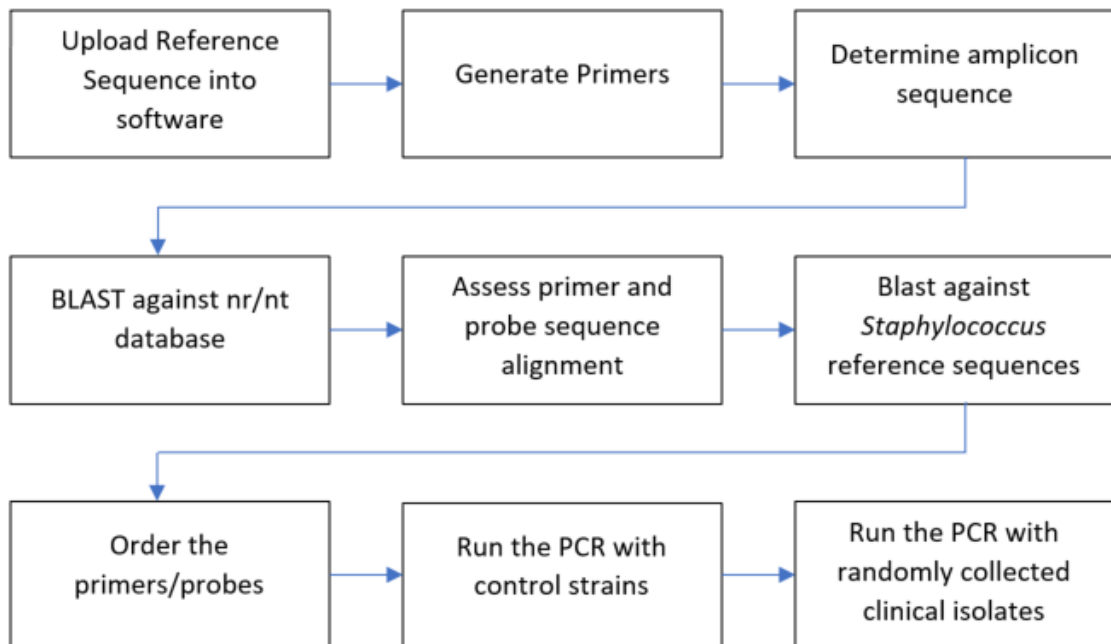 Upload Reference
Sequence into
software
Generate Primers
Determine amplicon
sequence
BLAST against nr/nt
database
Assess primer and
probe sequence
alignment
Blast against
Staphylococcus
reference sequences
Order the
primers/probes
Run the PCR with
control strains
Run the PCR with
randomly collected
clinical isolates